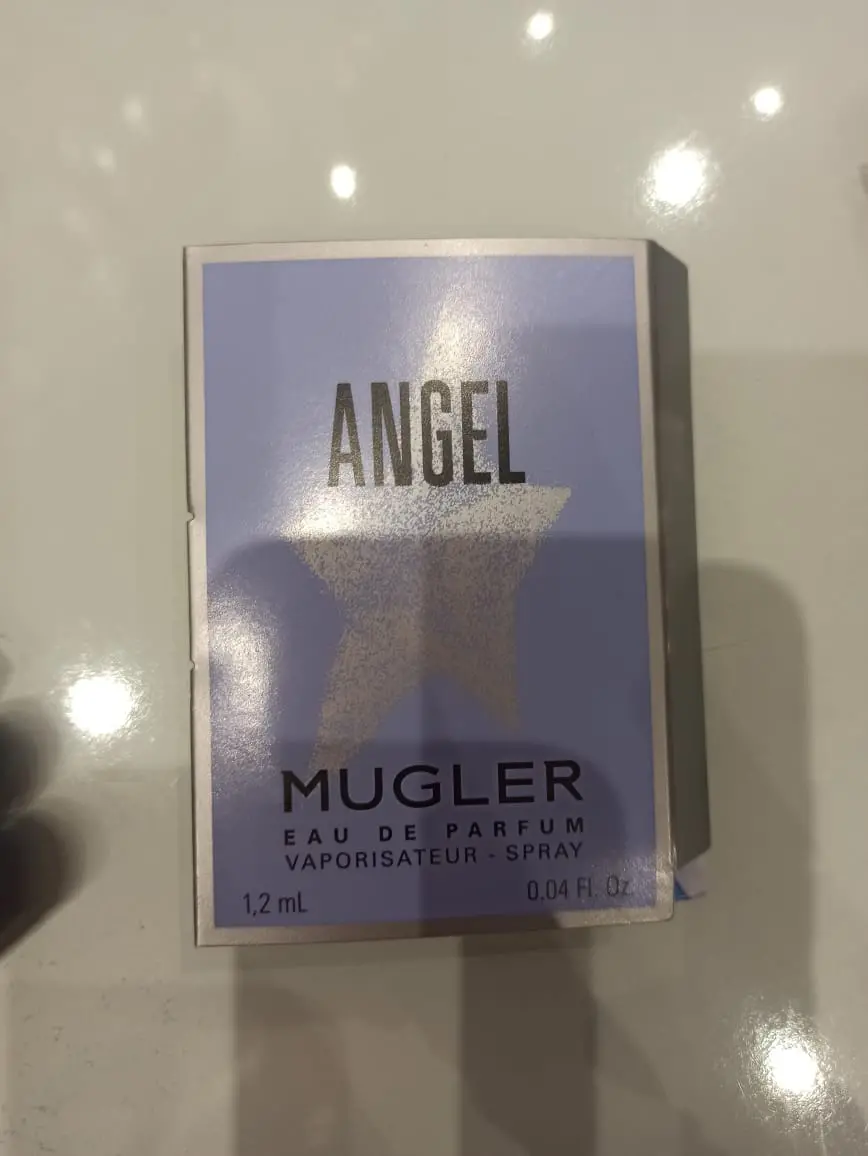 ANGEL
MUGLER
EAU DE PARFUM
VAPORISATEUR - SPRAY
1,2 mL 0.04 Fl. Oz.